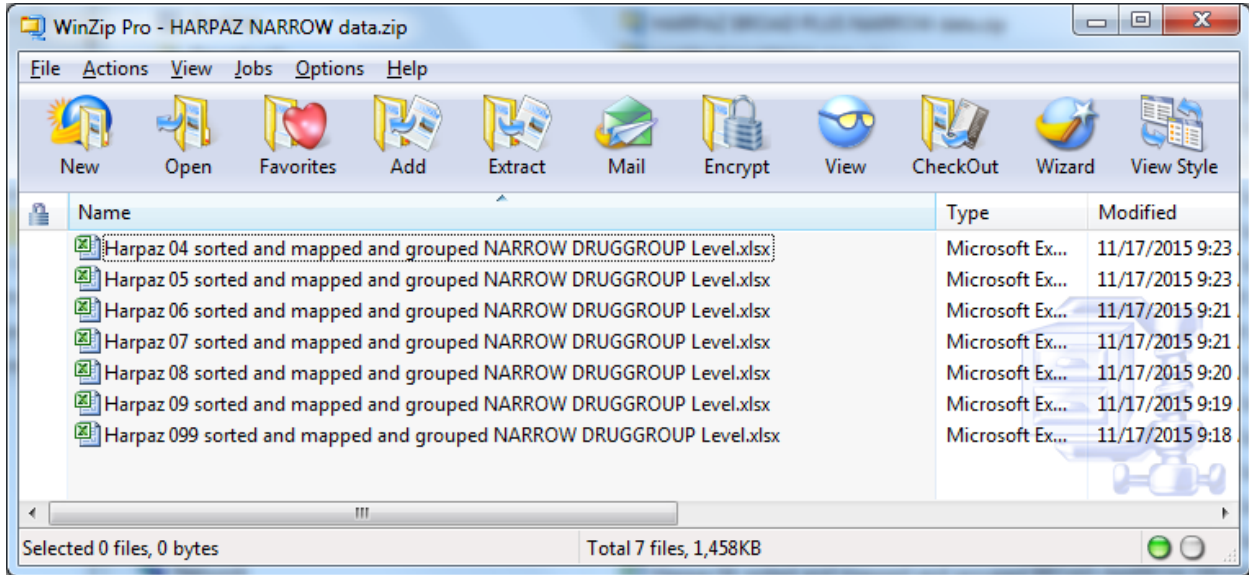 WinZip Pro - HARPAZ NARROW data.zip
File Actions View Jobs Options Help
New Open Favorites Add Extract Mail Encrypt View CheckOut Wizard View Style
Name Type Modified
Harpaz 04 sorted and mapped and grouped NARROW DRUGGROUP Level.xlsx Microsoft Ex... 11/17/2015 9:23
Harpaz 05 sorted and mapped and grouped NARROW DRUGGROUP Level.xlsx Microsoft Ex... 11/17/2015 9:23
Harpaz 06 sorted and mapped and grouped NARROW DRUGGROUP Level.xlsx Microsoft Ex... 11/17/2015 9:21
Harpaz 07 sorted and mapped and grouped NARROW DRUGGROUP Level.xlsx Microsoft Ex... 11/17/2015 9:21
Harpaz 08 sorted and mapped and grouped NARROW DRUGGROUP Level.xlsx Microsoft Ex... 11/17/2015 9:20
Harpaz 09 sorted and mapped and grouped NARROW DRUGGROUP Level.xlsx Microsoft Ex... 11/17/2015 9:19
Harpaz 099 sorted and mapped and grouped NARROW DRUGGROUP Level.xlsx Microsoft Ex... 11/17/2015 9:18
Selected 0 files, 0 bytes Total 7 files, 1,458KB